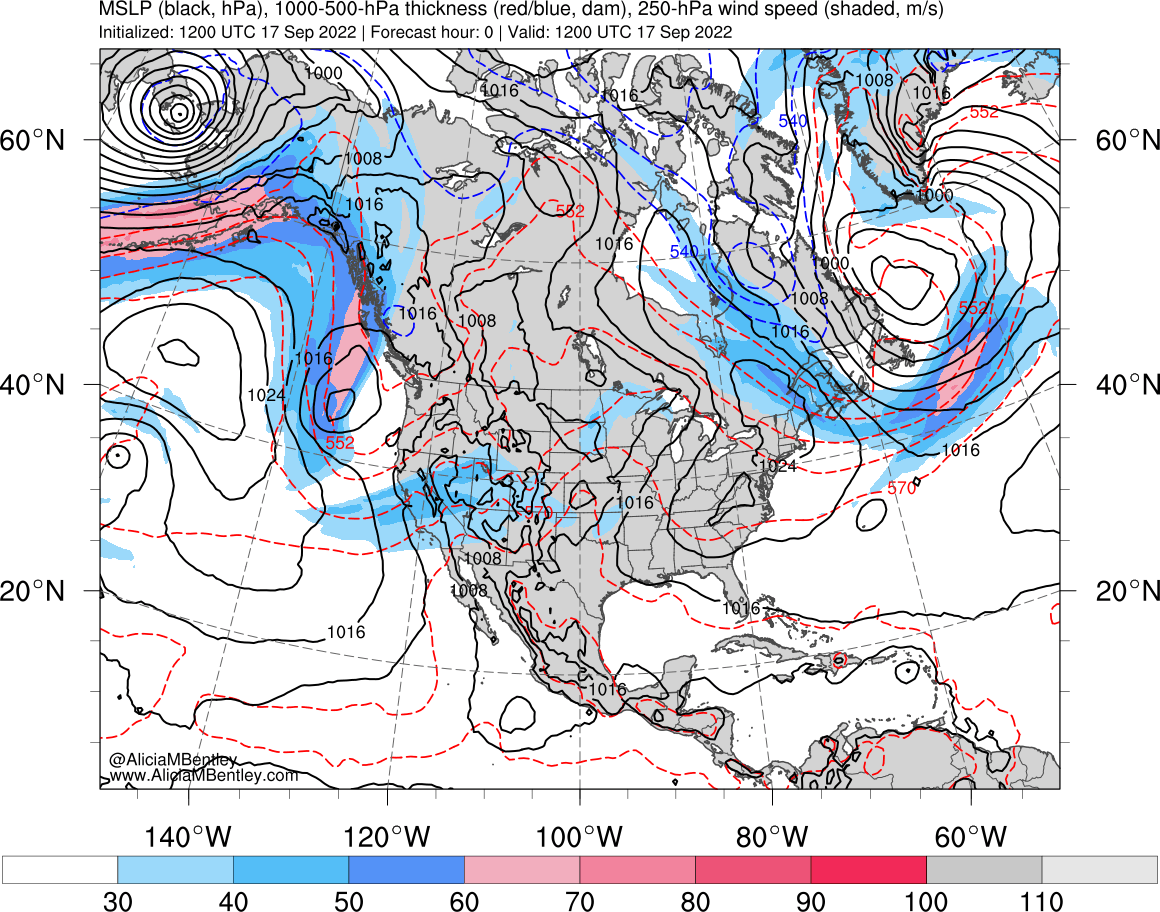 MSLP (black, hPa), 1000-500-hPa thickness (red/blue, dam), 250-hPa wind speed (shaded, m/s)
Initialized: 1200 UTC 17 Sep 2022 | Forecast hour: 0 | Valid: 1200 UTC 17 Sep 2022
1000
1016
1016
1008
1016
540
552
60°N
60°N
1008
1016
552
1000
1016
540
000
1008
552
1016
1008
1016
1016
40°N
40°N
1024
552
1016
1024
570
1016
570
1008
20°N
1008
1016
20°N
1016
1016
@AliciaMBentley
www.AliciaMBentley.com
140°W
120°W
100°W
80°W
60°W
30
40
50
60
70
80
90
100
110